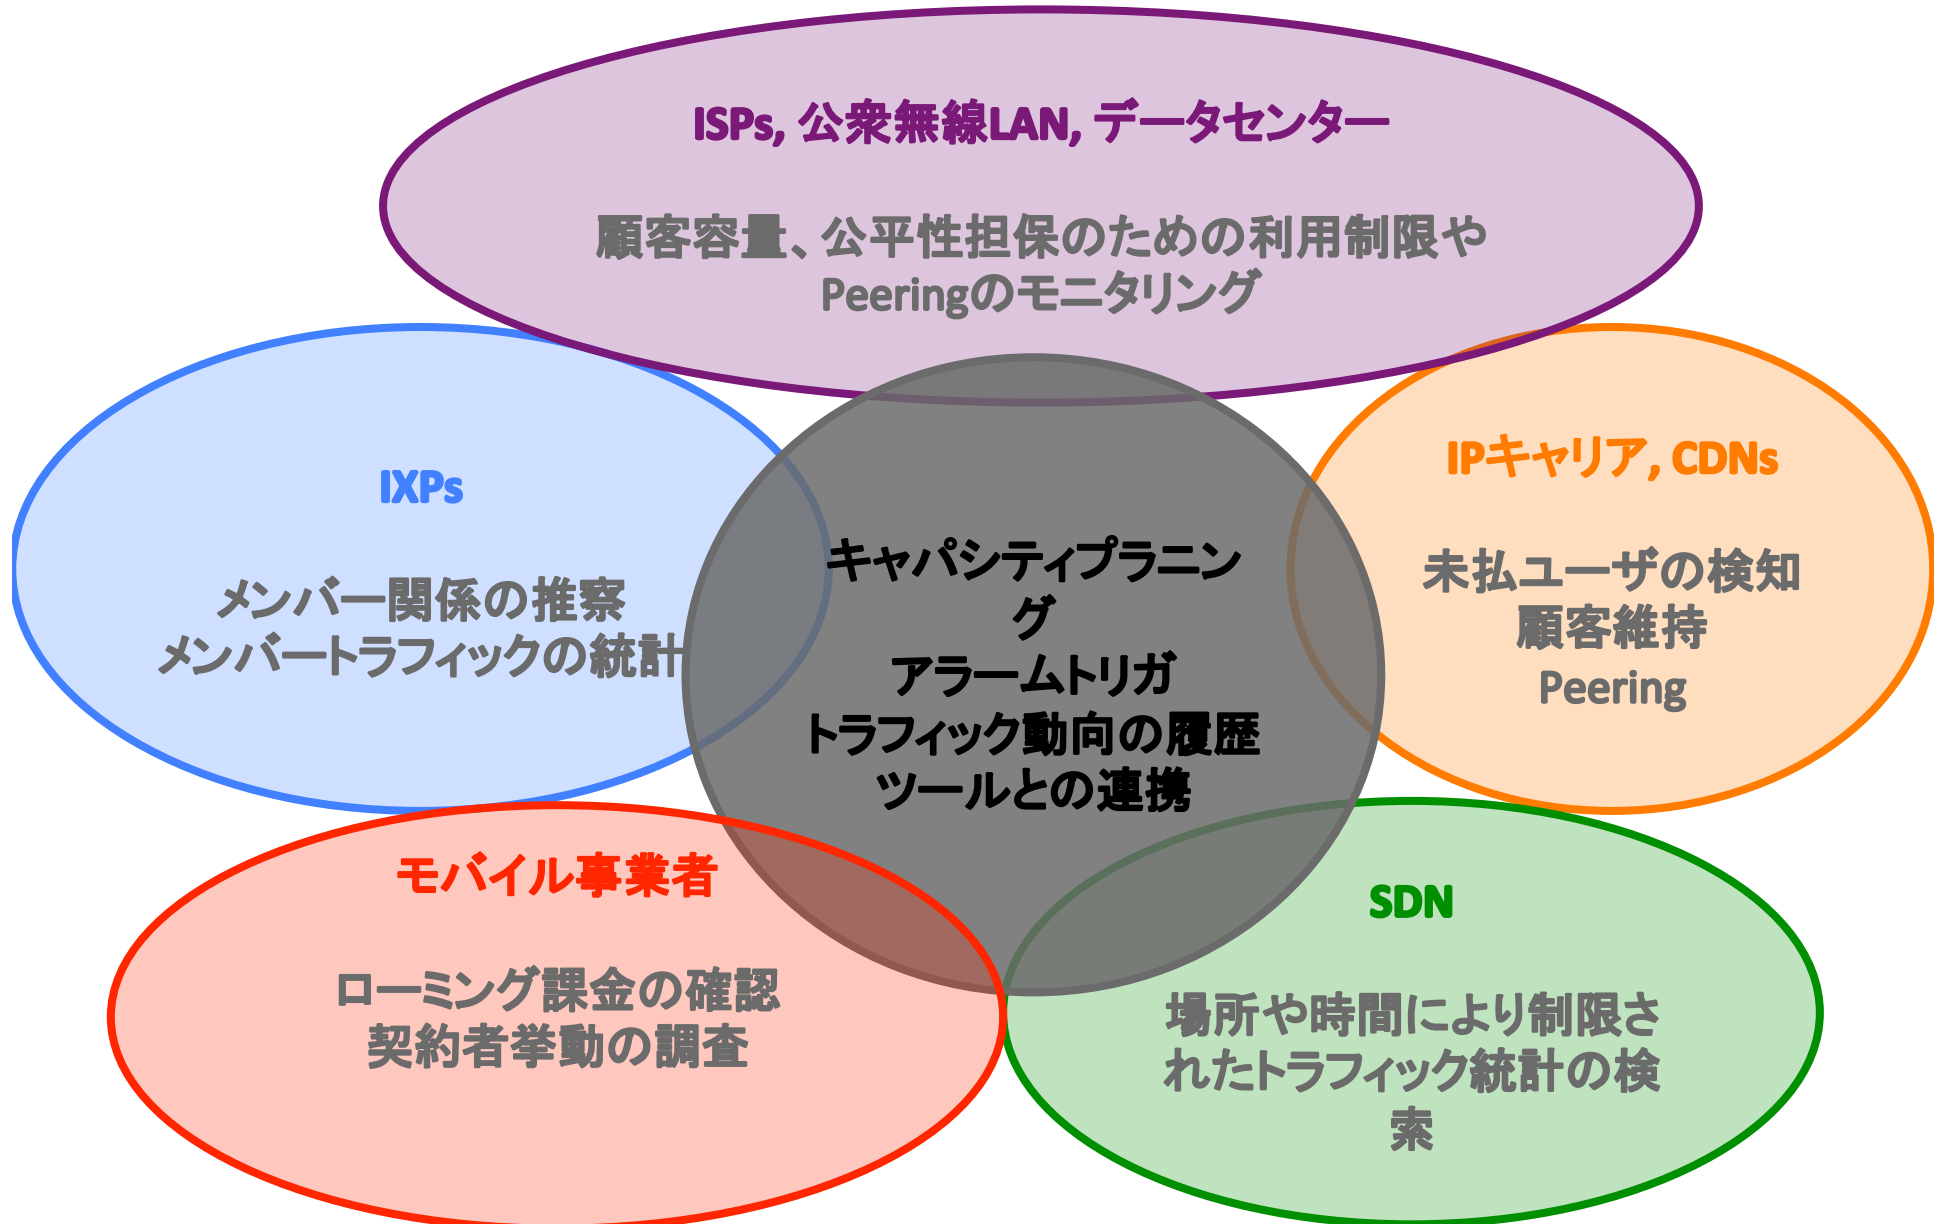 ISPs, 公衆無線LAN, データセンター
顧客容量、公平性担保のための利用制限や
Peeringのモニタリング
IXPs
メンバー関係の推察
メンバートラフィックの統計
キャパシティプラニン
グ
アラームトリガ
トラフィック動向の履歴
ツールとの連携
IPキャリア, CDNs
未払ユーザの検知
顧客維持
Peering
モバイル事業者
ローミング課金の確認
契約者挙動の調査
SDN
場所や時間により制限さ
れたトラフィック統計の検
索